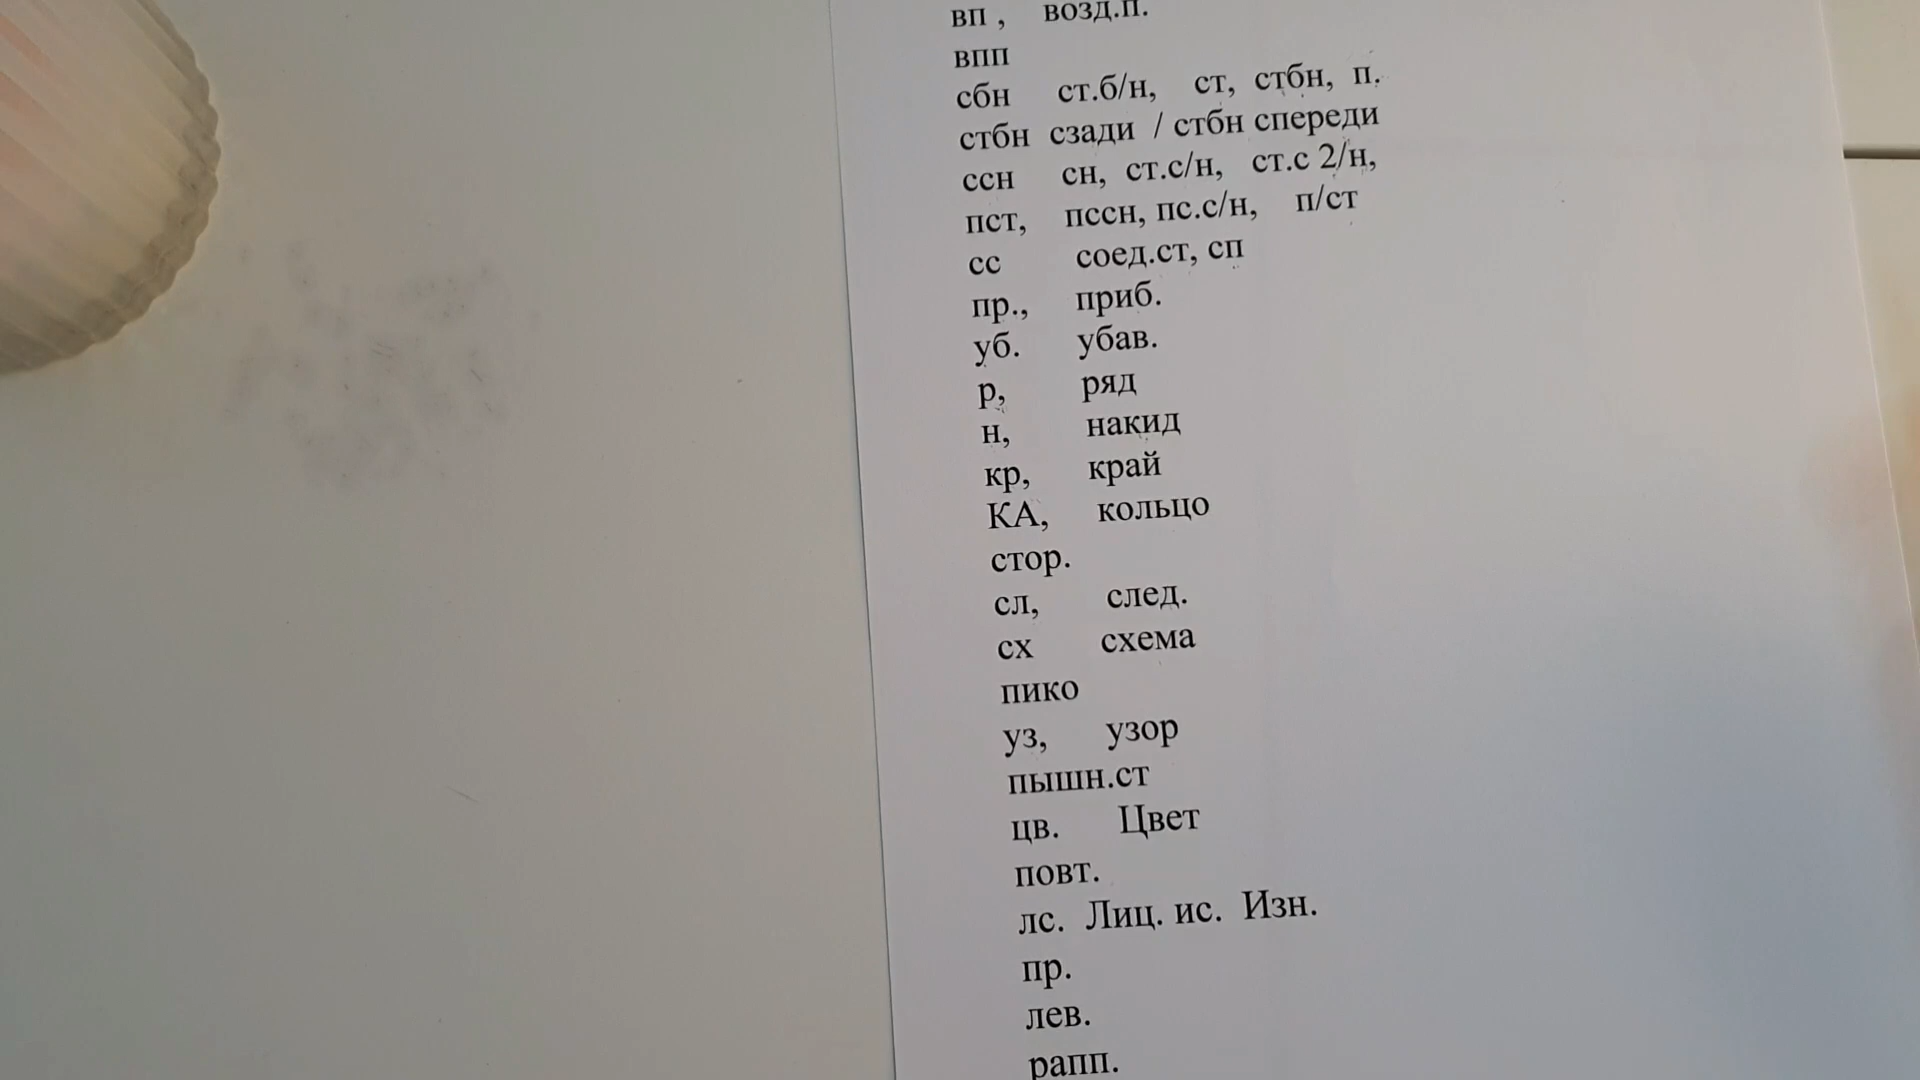 вп ,    возд.п.
впп
сбн    ст.б/н,   ст,  стбн,  п.
стбн  сзади  / стбн спереди
ссн    сн,  ст.с/н,   ст.с 2/н,
пст,   пссн, пс.с/н,   п/ст
сс      соед.ст, сп
пр.,    приб.
уб.    убав.
р,      ряд
н,      накид
кр,    край
КА,    кольцо
стор.
сл,     след.
сх      схема
пико
уз,     узор
пышн.ст
цв.     Цвет
повт.
лс.  Лиц. ис.  Изн.
пр.
лев.
рапп.